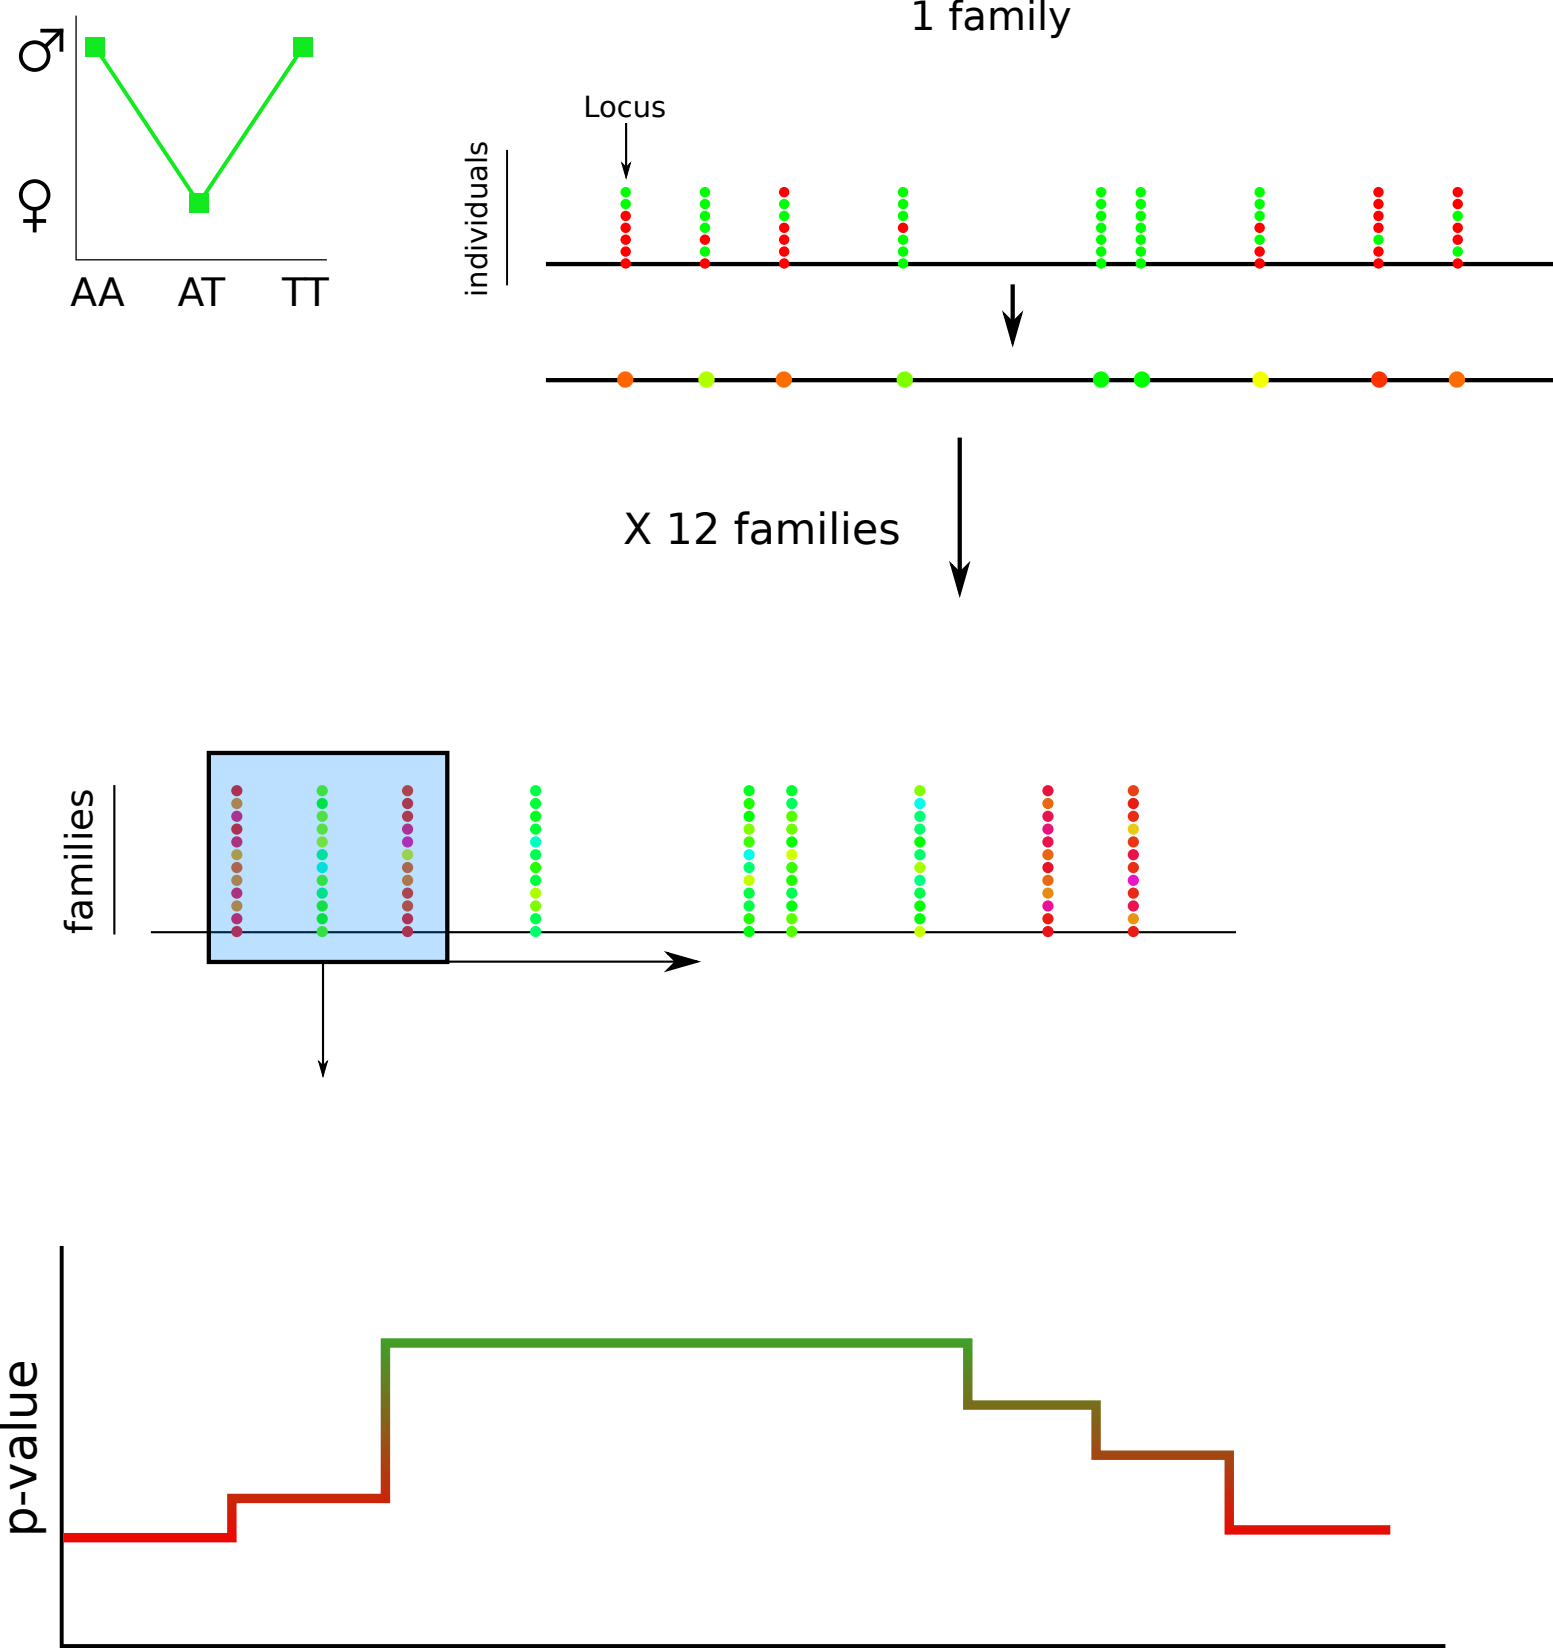 1 family
♂
♀
AA AT TT
Locus
individuals
X 12 families
families
p-value